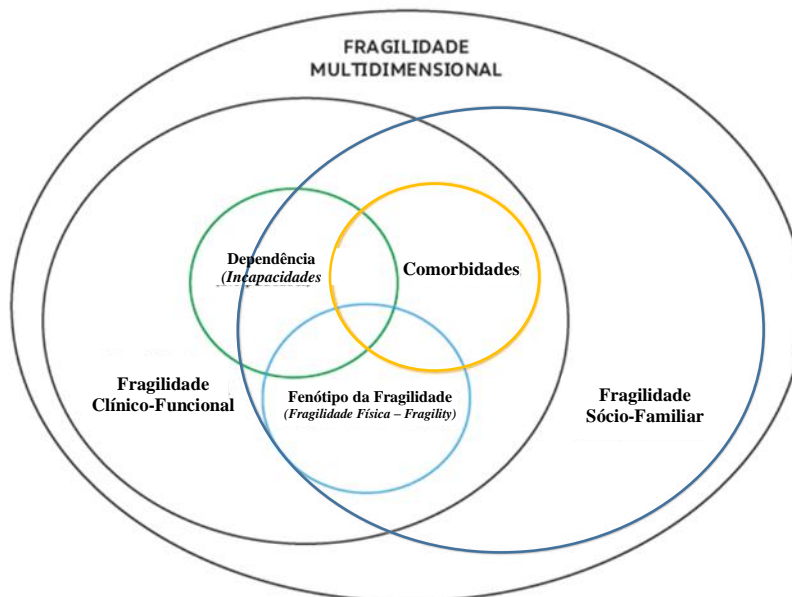 FRAGILIDADE
MULTIDIMENSIONAL
Dependência
(Incapacidades
Comorbidades
Fragilidade
Clínico-Funcional
Fenótipo da Fragilidade
(Fragilidade Física – Fragility)
Fragilidade
Sócio-Familiar